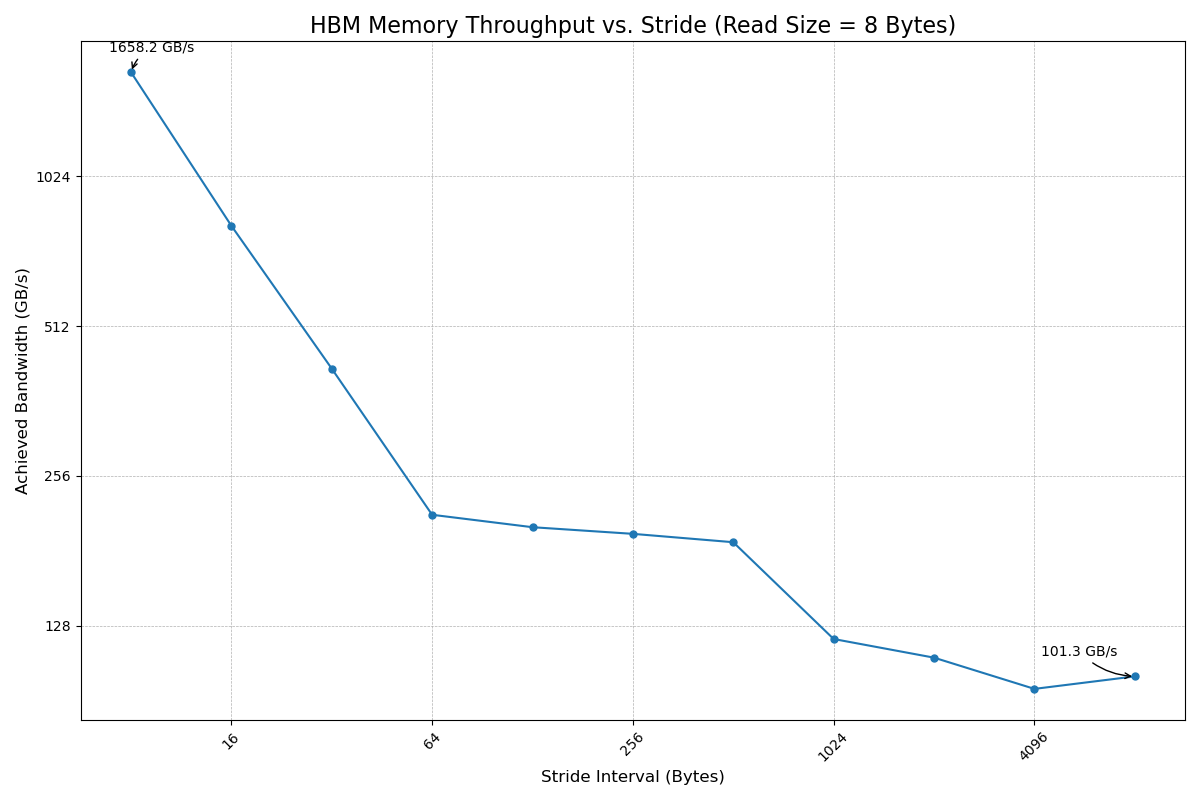 HBM Memory Throughput vs. Stride (Read Size = 8 Bytes)
1658.2 GB/s
1024
512
256
128
Achieved Bandwidth (GB/s)
101.3 GB/s
16
64
256
1024
4096
Stride Interval (Bytes)